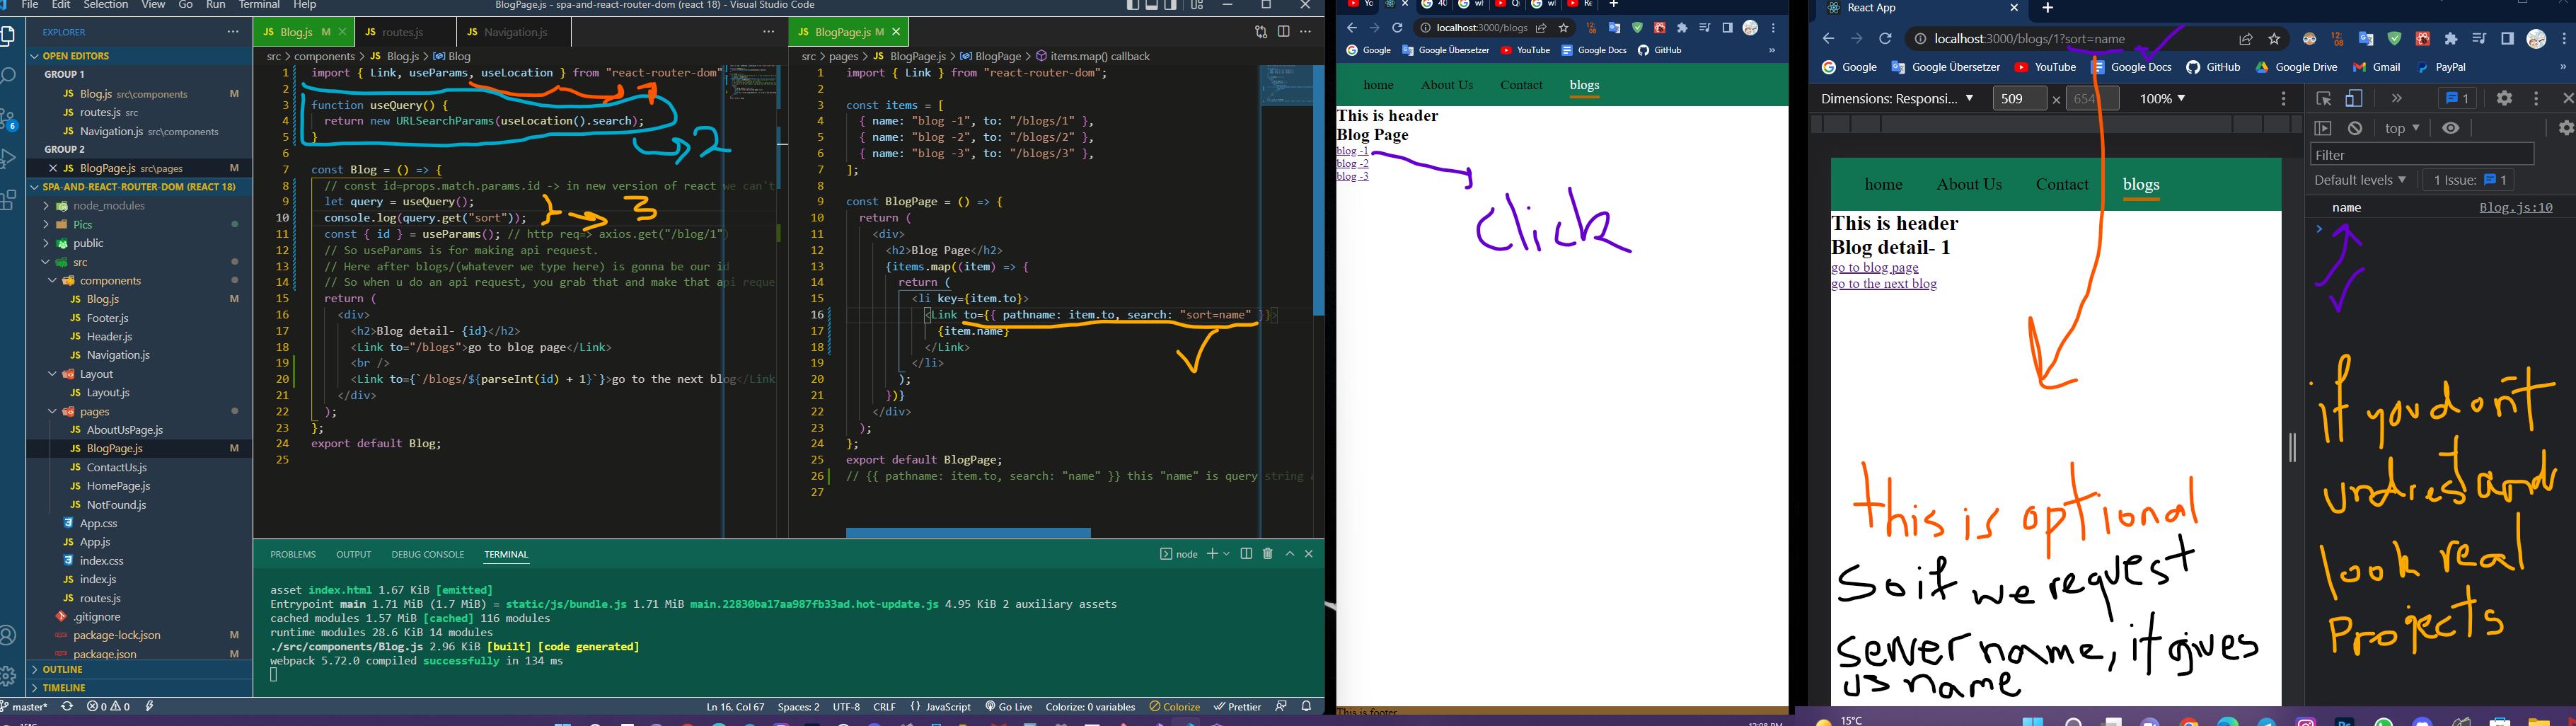 File Edit Selection View Go Run Terminal Help
BlogPage.js - spa-and-react-router-dom (react 18) - Visual Studio Code
EXPLORER
OPEN EDITORS
GROUP 1
Blog.js src\components M
routes.js src
Navigation.js src\components
GROUP 2
BlogPage.js src\pages M
SPA-AND-REACT-ROUTER-DOM (REACT 18)
node_modules
Pics
public
src
components
Blog.js M
Footer.js
Header.js
Navigation.js
Layout
Layout.js
pages
AboutUsPage.js
BlogPage.js M
ContactUs.js
HomePage.js
NotFound.js
App.css
App.js
index.css
index.js
routes.js
.gitignore
package-lock.json M
package.json M
OUTLINE
TIMELINE
Blog.js M
routes.js
Navigation.js
src > components > Blog.js > Blog
1 import { Link, useParams, useLocation } from "react-router-dom"
2
3 function useQuery() {
4 return new URLSearchParams(useLocation().search);
5 }
6
7 const Blog = () => {
8 // const id=props.match.params.id -> in new version of react we can't
9 let query = useQuery();
10 console.log(query.get("sort"));
11 const { id } = useParams(); // http req=> axios.get("/blog/1")
12 // So useParams is for making api request.
13 // Here after blogs/(whatever we type here) is gonna be our id
14 // So when u do an api request, you grab that and make that api reque
15 return (
16 <div>
17 <h2>Blog detail- {id}</h2>
18 <Link to="/blogs">go to blog page</Link>
19 <br />
20 <Link to={`/blogs/${parseInt(id) + 1}`}>go to the next blog</Link
21 </div>
22 );
23 };
24 export default Blog;
25
1
2
3
BlogPage.js M
src > pages > BlogPage.js > BlogPage > items.map() callback
1 import { Link } from "react-router-dom";
2
3 const items = [
4 { name: "blog -1", to: "/blogs/1" },
5 { name: "blog -2", to: "/blogs/2" },
6 { name: "blog -3", to: "/blogs/3" },
7 ];
8
9 const BlogPage = () => {
10 return (
11 <div>
12 <h2>Blog Page</h2>
13 {items.map((item) => {
14 return (
15 <li key={item.to}>
16 <Link to={{ pathname: item.to, search: "sort=name" }}>
17 {item.name}
18 </Link>
19 </li>
20 );
21 })}
22 </div>
23 );
24 };
25 export default BlogPage;
26 // {{ pathname: item.to, search: "name" }} this "name" is query string a
27
PROBLEMS OUTPUT DEBUG CONSOLE TERMINAL
node
asset index.html 1.67 KiB [emitted]
Entrypoint main 1.71 MiB (1.7 MiB) = static/js/bundle.js 1.71 MiB main.22830ba17aa987fb33ad.hot-update.js 4.95 KiB 2 auxiliary assets
cached modules 1.57 MiB [cached] 116 modules
runtime modules 28.6 KiB 14 modules
./src/components/Blog.js 2.96 KiB [built] [code generated]
webpack 5.72.0 compiled successfully in 134 ms
master* 0 0
Ln 16, Col 67 Spaces: 2 UTF-8 CRLF {} JavaScript Go Live Colorize: 0 variables Colorize Prettier
localhost:3000/blogs
Google Google Übersetzer YouTube Google Docs GitHub
home About Us Contact blogs
This is header
Blog Page
blog -1
blog -2
blog -3
click
This is footer
React App
localhost:3000/blogs/1?sort=name
Google Google Übersetzer YouTube Google Docs GitHub Google Drive Gmail PayPal
Dimensions: Responsi... 509 × 654 100%
home About Us Contact blogs
This is header
Blog detail- 1
go to blog page
go to the next blog
this is optional
So if we request
server name, it gives
us name
1
top
Filter
Default levels 1 Issue: 1
name Blog.js:10
if you don't
undrestand
look real
Projects
15°C